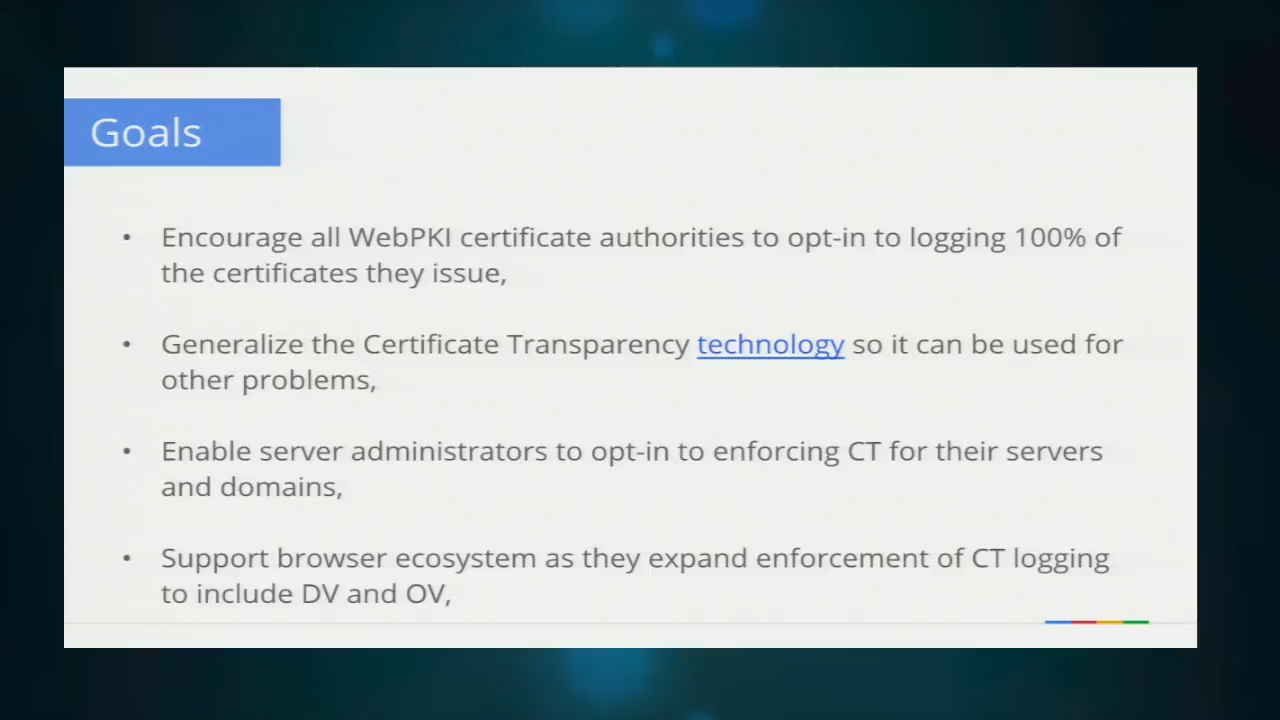 Goals
• Encourage all WebPKI certificate authorities to opt-in to logging 100% of
the certificates they issue,
• Generalize the Certificate Transparency technology so it can be used for
other problems,
• Enable server administrators to opt-in to enforcing CT for their servers
and domains,
• Support browser ecosystem as they expand enforcement of CT logging
to include DV and OV,